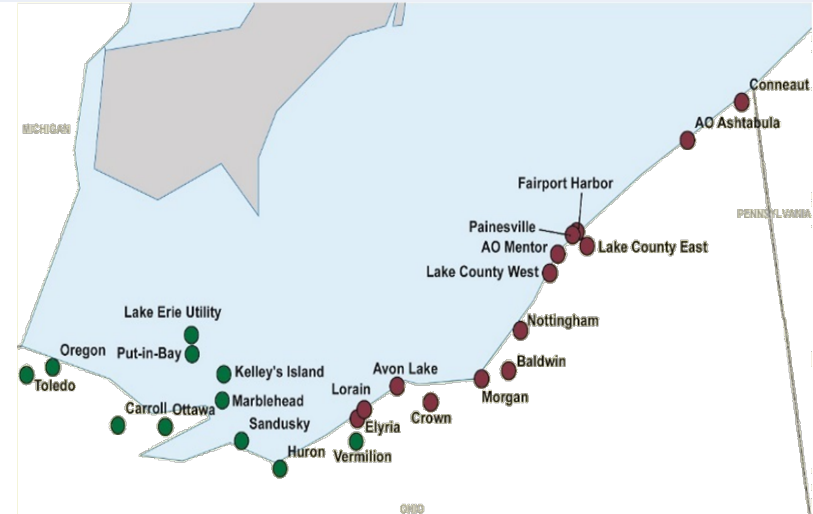 Conneaut
AO Ashtabula
MICHIGAN
Fairport Harbor
PENNSYLVANIA
Painesville
AO Mentor
Lake County East
Lake County West
Lake Erie Utility
Nottingham
Oregon
Put-in-Bay
Baldwin
Kelley's Island
Avon Lake
Toledo
Lorain
Morgan
Marblehead
Carroll
Ottawa
Crown
Sandusky
Elyria
Huron
Vermilion
OHIO